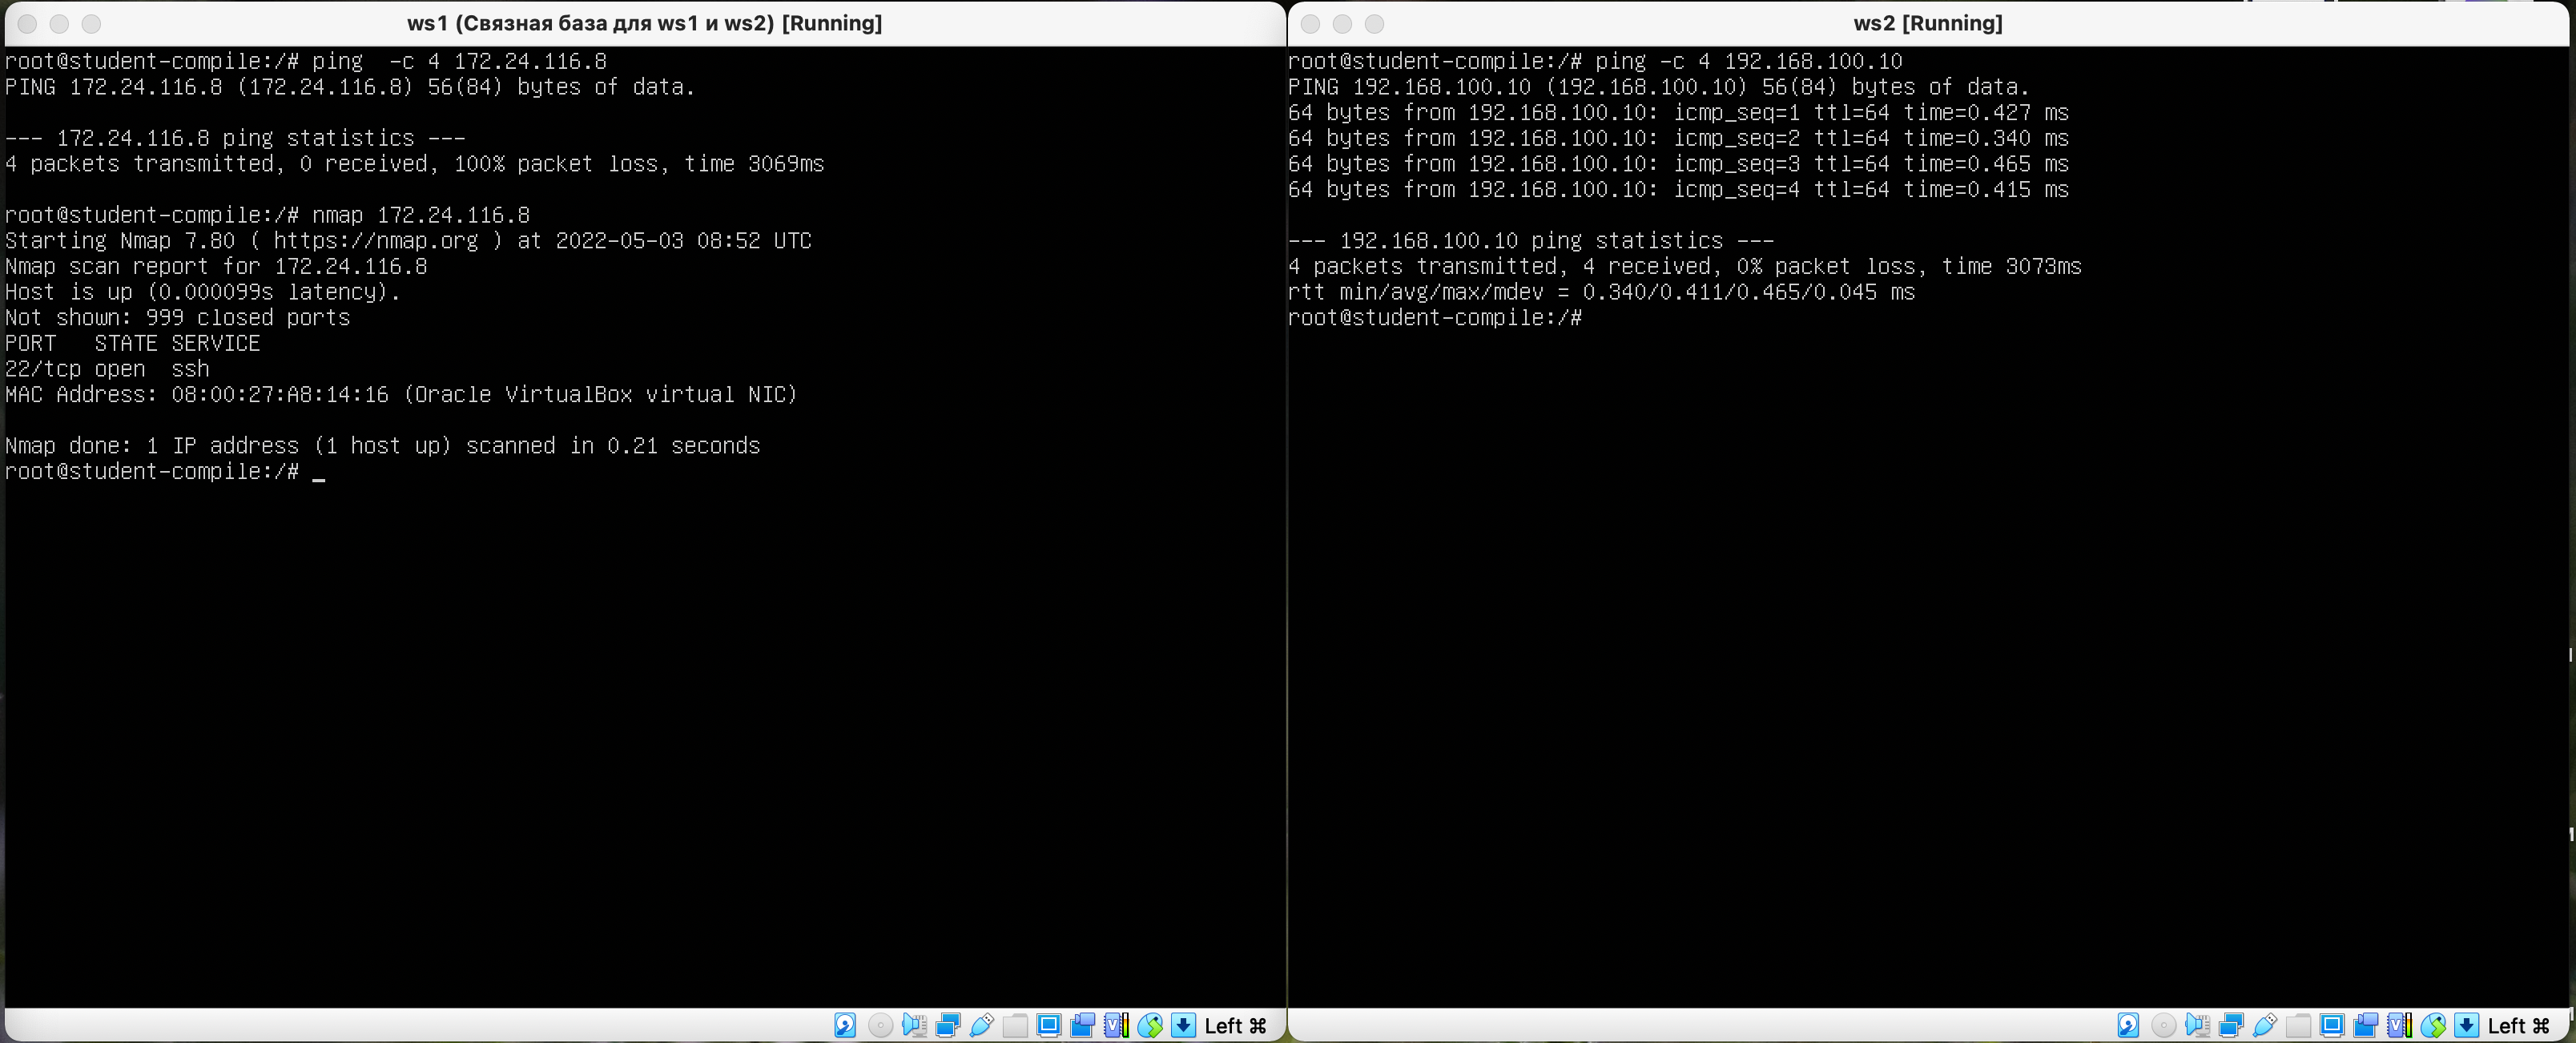 ws1 (Связная база для ws1 и ws2) [Running]
root@student-compile:/# ping  -c 4 172.24.116.8
PING 172.24.116.8 (172.24.116.8) 56(84) bytes of data.
--- 172.24.116.8 ping statistics ---
4 packets transmitted, 0 received, 100% packet loss, time 3069ms
root@student-compile:/# nmap 172.24.116.8
Starting Nmap 7.80 ( https://nmap.org ) at 2022-05-03 08:52 UTC
Nmap scan report for 172.24.116.8
Host is up (0.000099s latency).
Not shown: 999 closed ports
PORT   STATE SERVICE
22/tcp open  ssh
MAC Address: 08:00:27:A8:14:16 (Oracle VirtualBox virtual NIC)
Nmap done: 1 IP address (1 host up) scanned in 0.21 seconds
root@student-compile:/# _
Left ⌘
ws2 [Running]
root@student-compile:/# ping -c 4 192.168.100.10
PING 192.168.100.10 (192.168.100.10) 56(84) bytes of data.
64 bytes from 192.168.100.10: icmp_seq=1 ttl=64 time=0.427 ms
64 bytes from 192.168.100.10: icmp_seq=2 ttl=64 time=0.340 ms
64 bytes from 192.168.100.10: icmp_seq=3 ttl=64 time=0.465 ms
64 bytes from 192.168.100.10: icmp_seq=4 ttl=64 time=0.415 ms
--- 192.168.100.10 ping statistics ---
4 packets transmitted, 4 received, 0% packet loss, time 3073ms
rtt min/avg/max/mdev = 0.340/0.411/0.465/0.045 ms
root@student-compile:/#
Left ⌘